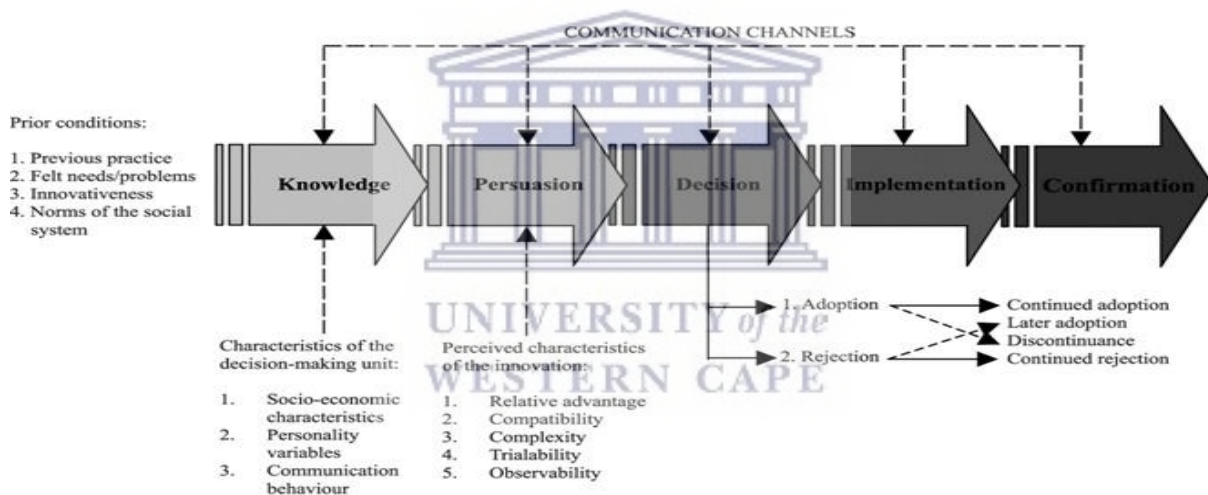 COMMUNICATION CHANNELS
Prior conditions:
1. Previous practice
2. Felt needs/problems
3. Innovativeness
4. Norms of the social
system
Knowledge
Persuasion
Decision
Implementation
Confirmation
1. Adoption
2. Rejection
Continued adoption
Later adoption
Discontinuance
Continued rejection
Characteristics of the
decision-making unit:
1. Socio-economic
characteristics
2. Personality
variables
3. Communication
behaviour
Perceived characteristics
of the innovation:
1. Relative advantage
2. Compatibility
3. Complexity
4. Trialability
5. Observability
UNIVERSITY of the
WESTERN CAPE